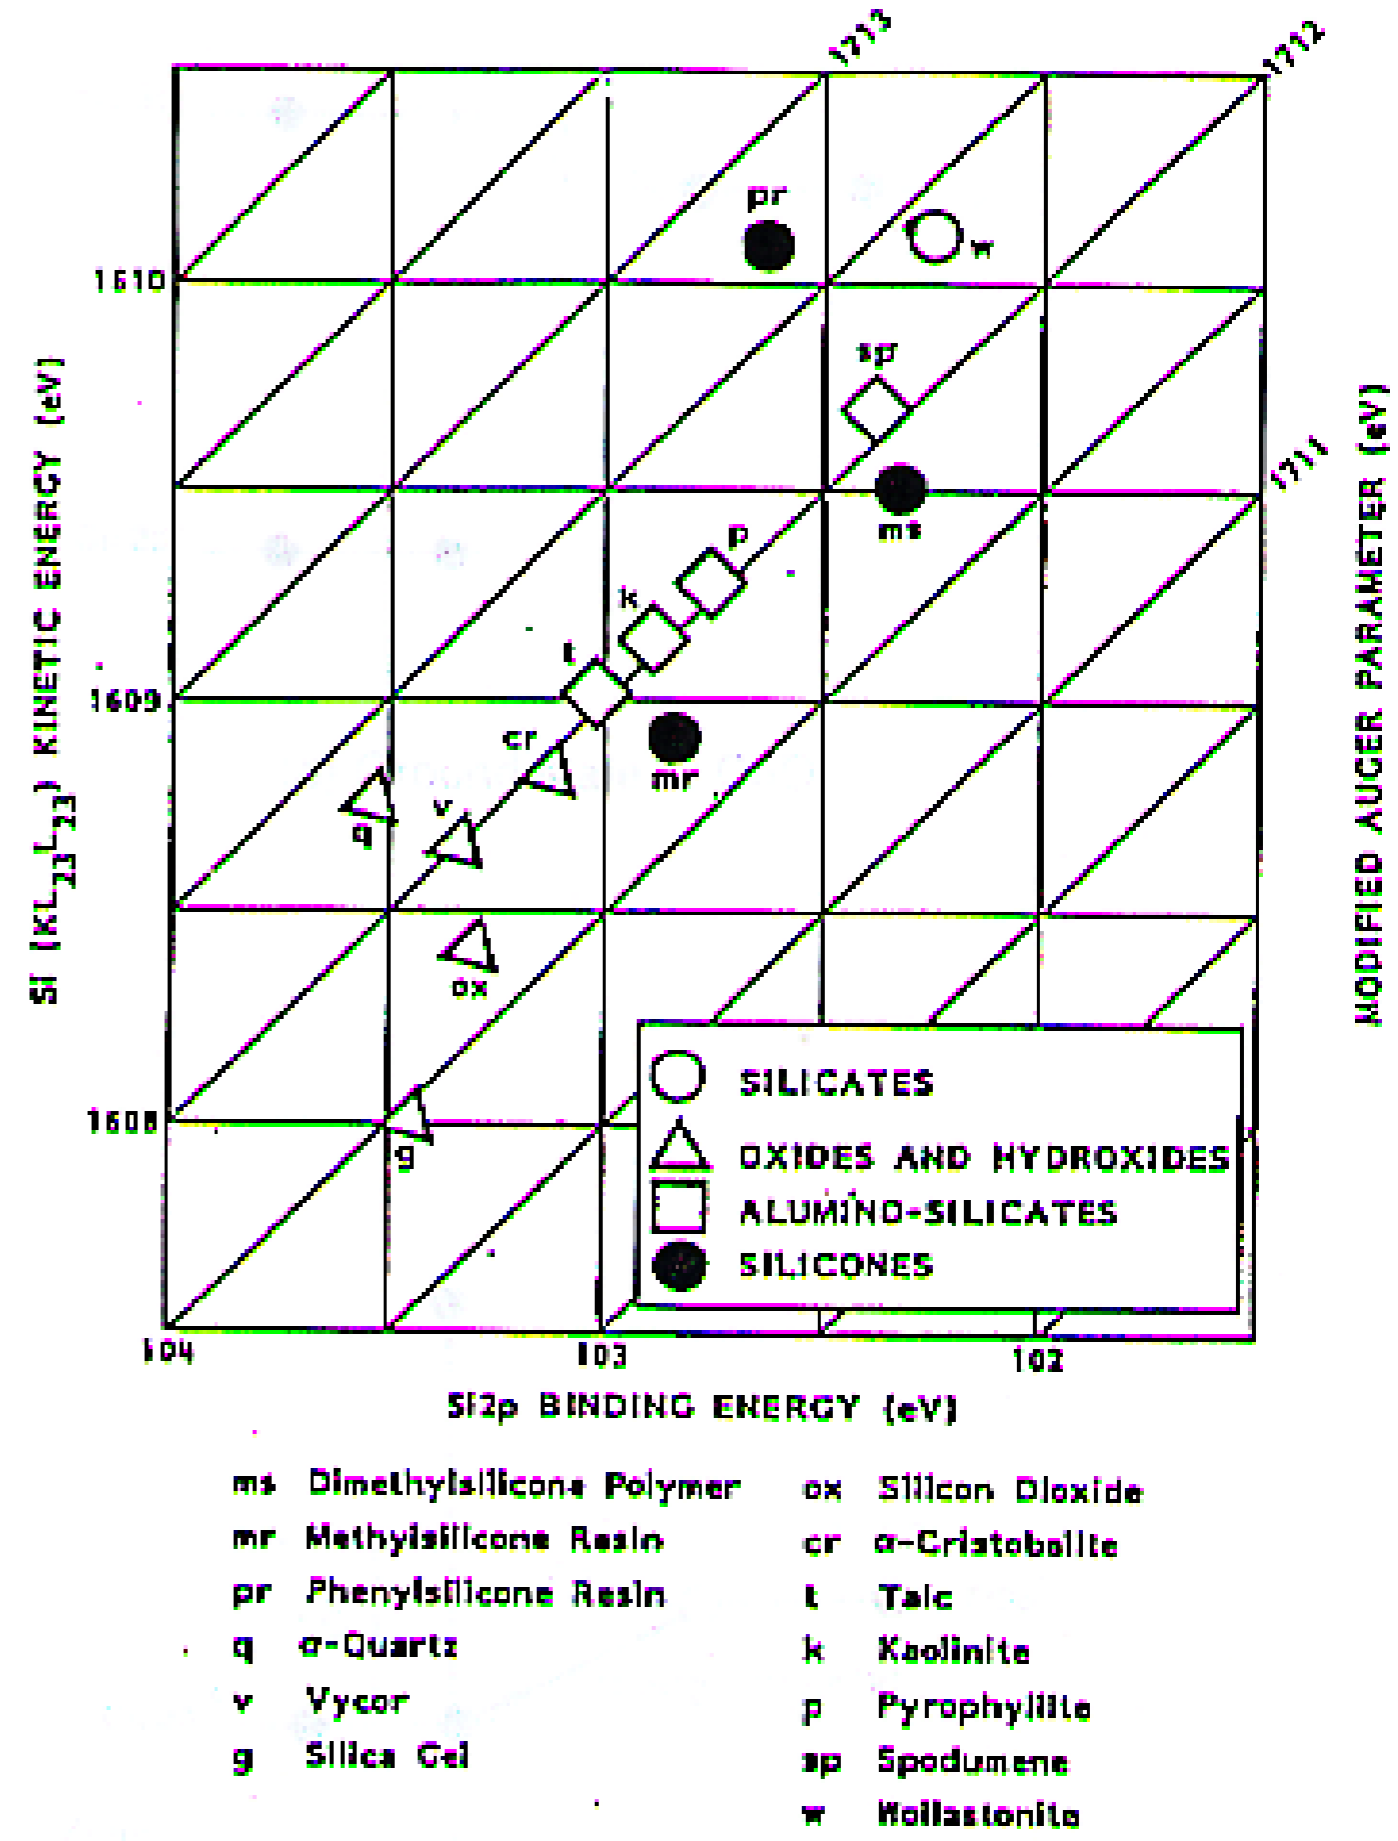 1713
1712
pr
w
1610
sp
1711
ms
p
k
t
1609
cr
mr
q
v
ox
1608
g
SILICATES
OXIDES AND HYDROXIDES
ALUMINO-SILICATES
SILICONES
104
103
102
Si (KL23L23) KINETIC ENERGY (eV)
MODIFIED AUGER PARAMETER (eV)
Si2p BINDING ENERGY (eV)
ms Dimethylsilicone Polymer
mr Methylsilicone Resin
pr Phenylsilicone Resin
q α-Quartz
v Vycor
g Silica Gel
ox Silicon Dioxide
cr α-Cristobalite
t Talc
k Kaolinite
p Pyrophyllite
sp Spodumene
w Wollastonite